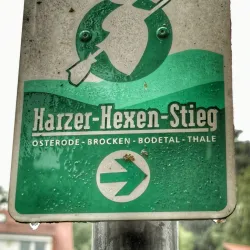 Harzer-Hexen-Stieg
OSTERODE - BROCKEN - BODETAL - THALE